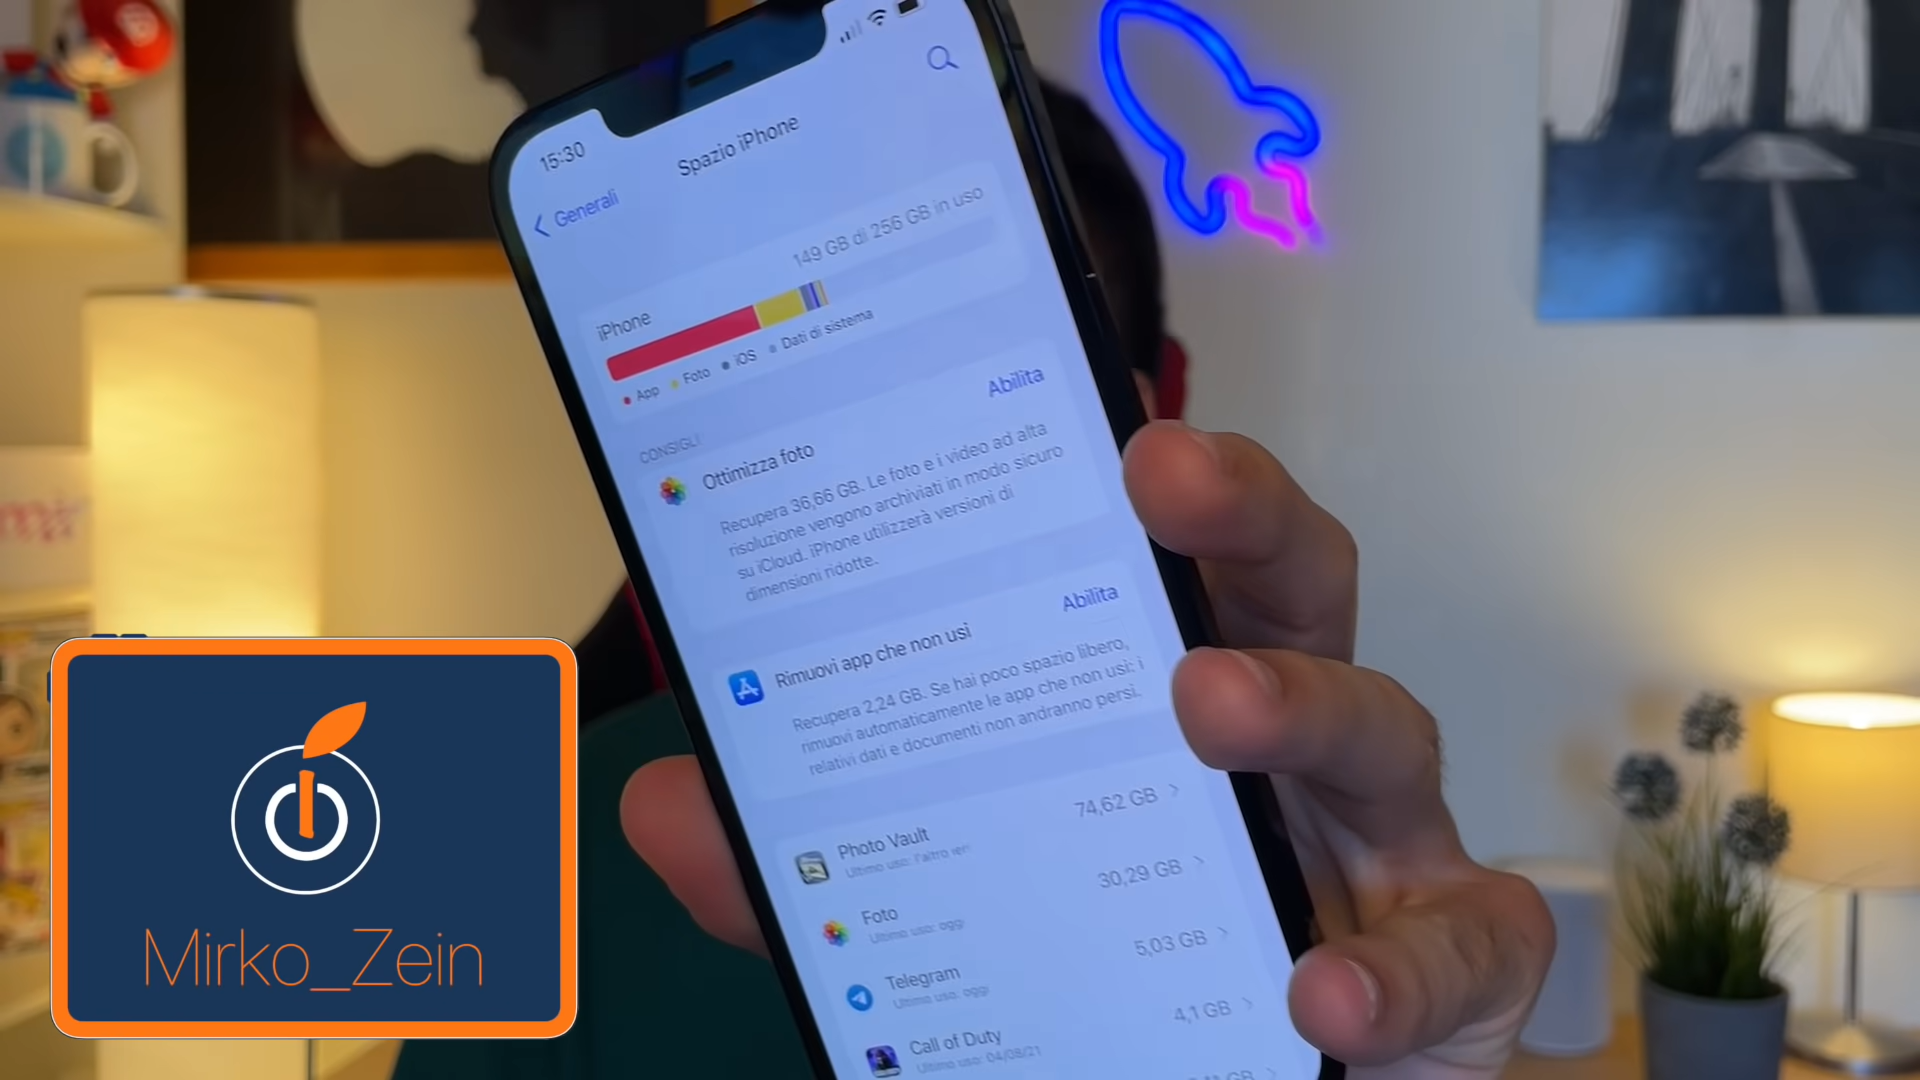 15:30
Generali
Spazio iPhone
iPhone
149 GB di 256 GB in uso
App
Foto
iOS
Dati di sistema
CONSIGLI
Abilita
Ottimizza foto
Recupera 36,66 GB. Le foto e i video ad alta
risoluzione vengono archiviati in modo sicuro
su iCloud. iPhone utilizzerà versioni di
dimensioni ridotte.
Abilita
Rimuovi app che non usi
Recupera 2,24 GB. Se hai poco spazio libero,
rimuovi automaticamente le app che non usi: i
relativi dati e documenti non andranno persi.
Photo Vault
74,62 GB
Ultimo uso: l'altro ieri
Foto
30,29 GB
Ultimo uso: oggi
Telegram
5,03 GB
Ultimo uso: oggi
Call of Duty
4,1 GB
Ultimo uso: 04/08/21
GB
Mirko_Zein